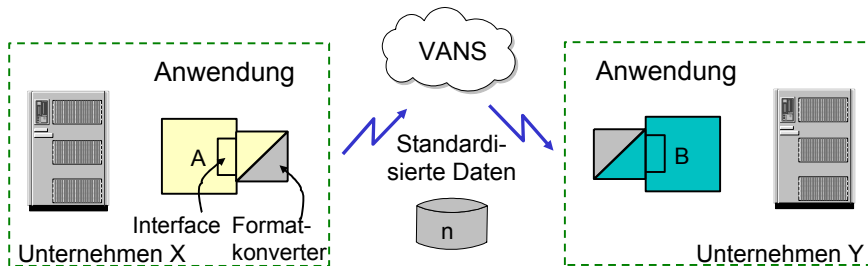 Anwendung
A
Interface
Format-
konverter
Unternehmen X
VANS
Standardi-
sierte Daten
n
Anwendung
B
Unternehmen Y